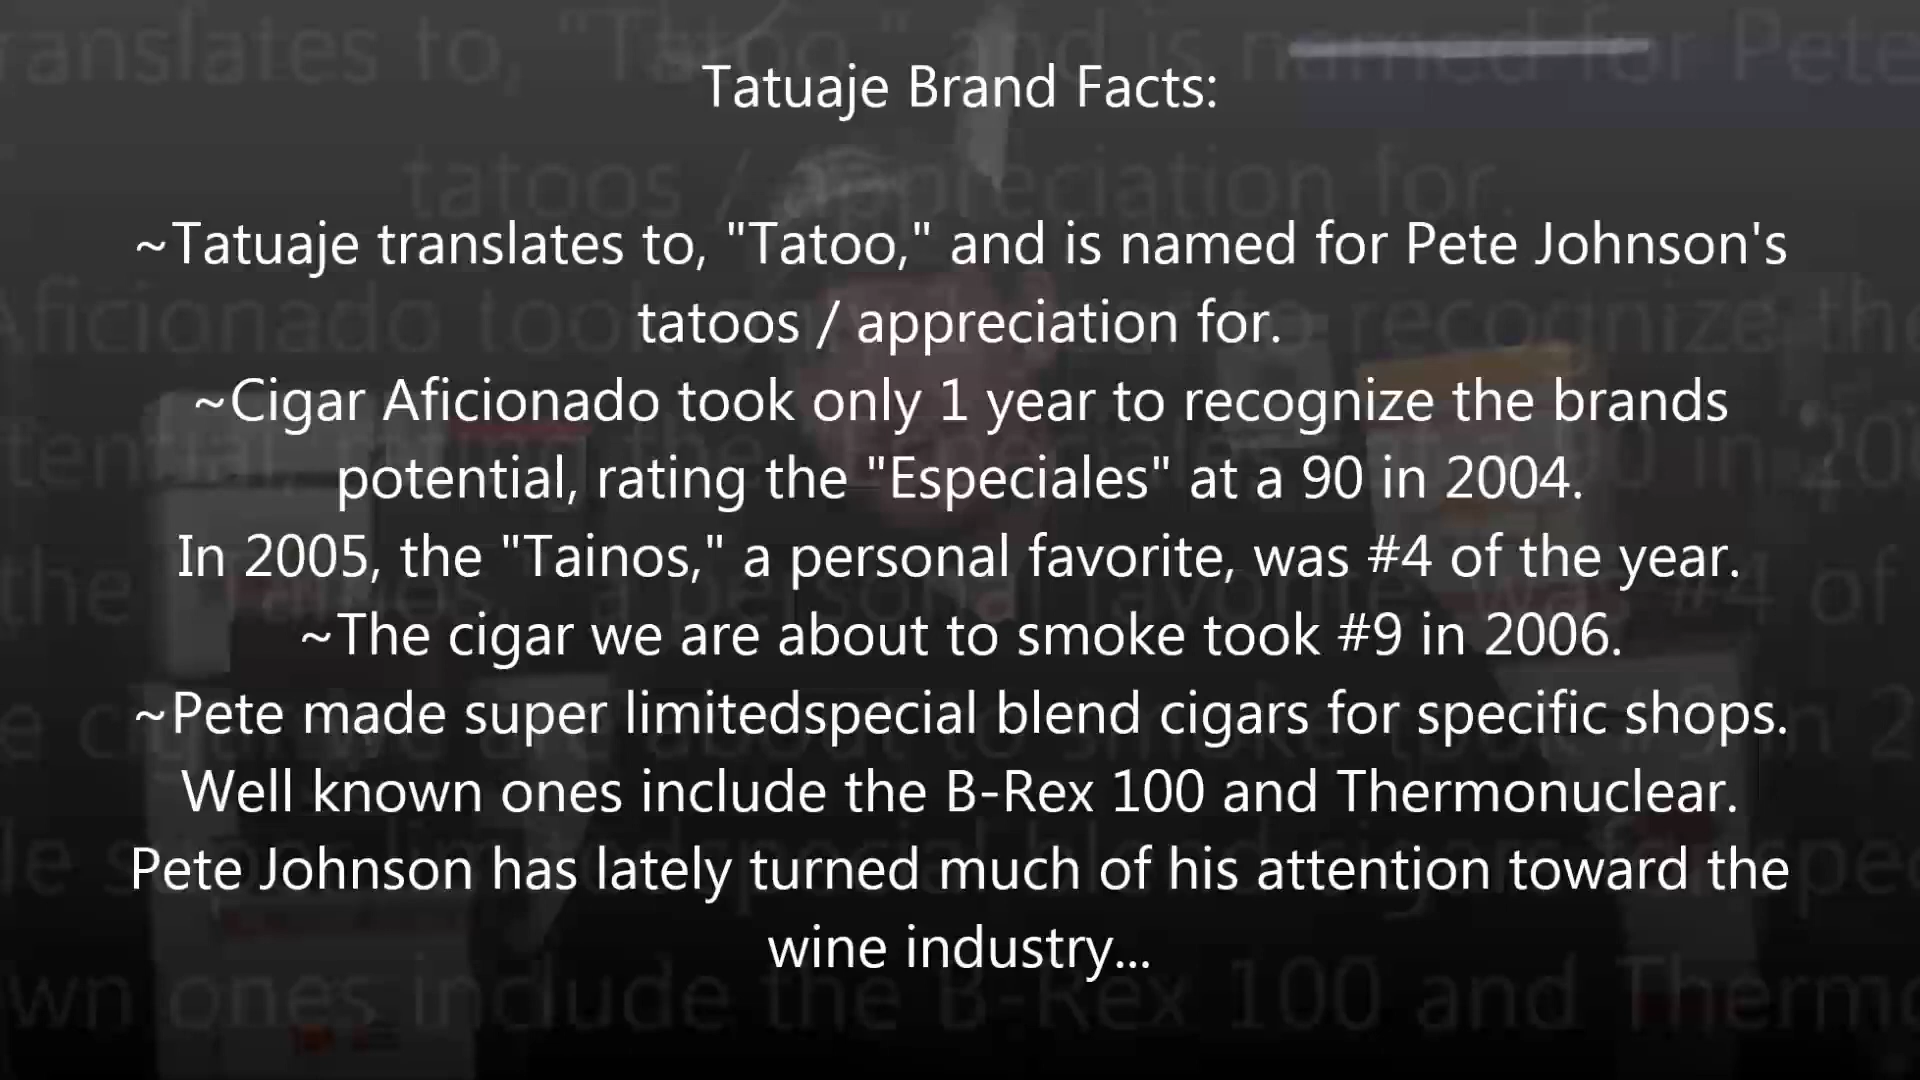 Tatuaje Brand Facts:
~Tatuaje translates to, "Tatoo," and is named for Pete Johnson's
tatoos / appreciation for.
~Cigar Aficionado took only 1 year to recognize the brands
potential, rating the "Especiales" at a 90 in 2004.
In 2005, the "Tainos," a personal favorite, was #4 of the year.
~The cigar we are about to smoke took #9 in 2006.
~Pete made super limitedspecial blend cigars for specific shops.
Well known ones include the B-Rex 100 and Thermonuclear.
Pete Johnson has lately turned much of his attention toward the
wine industry...